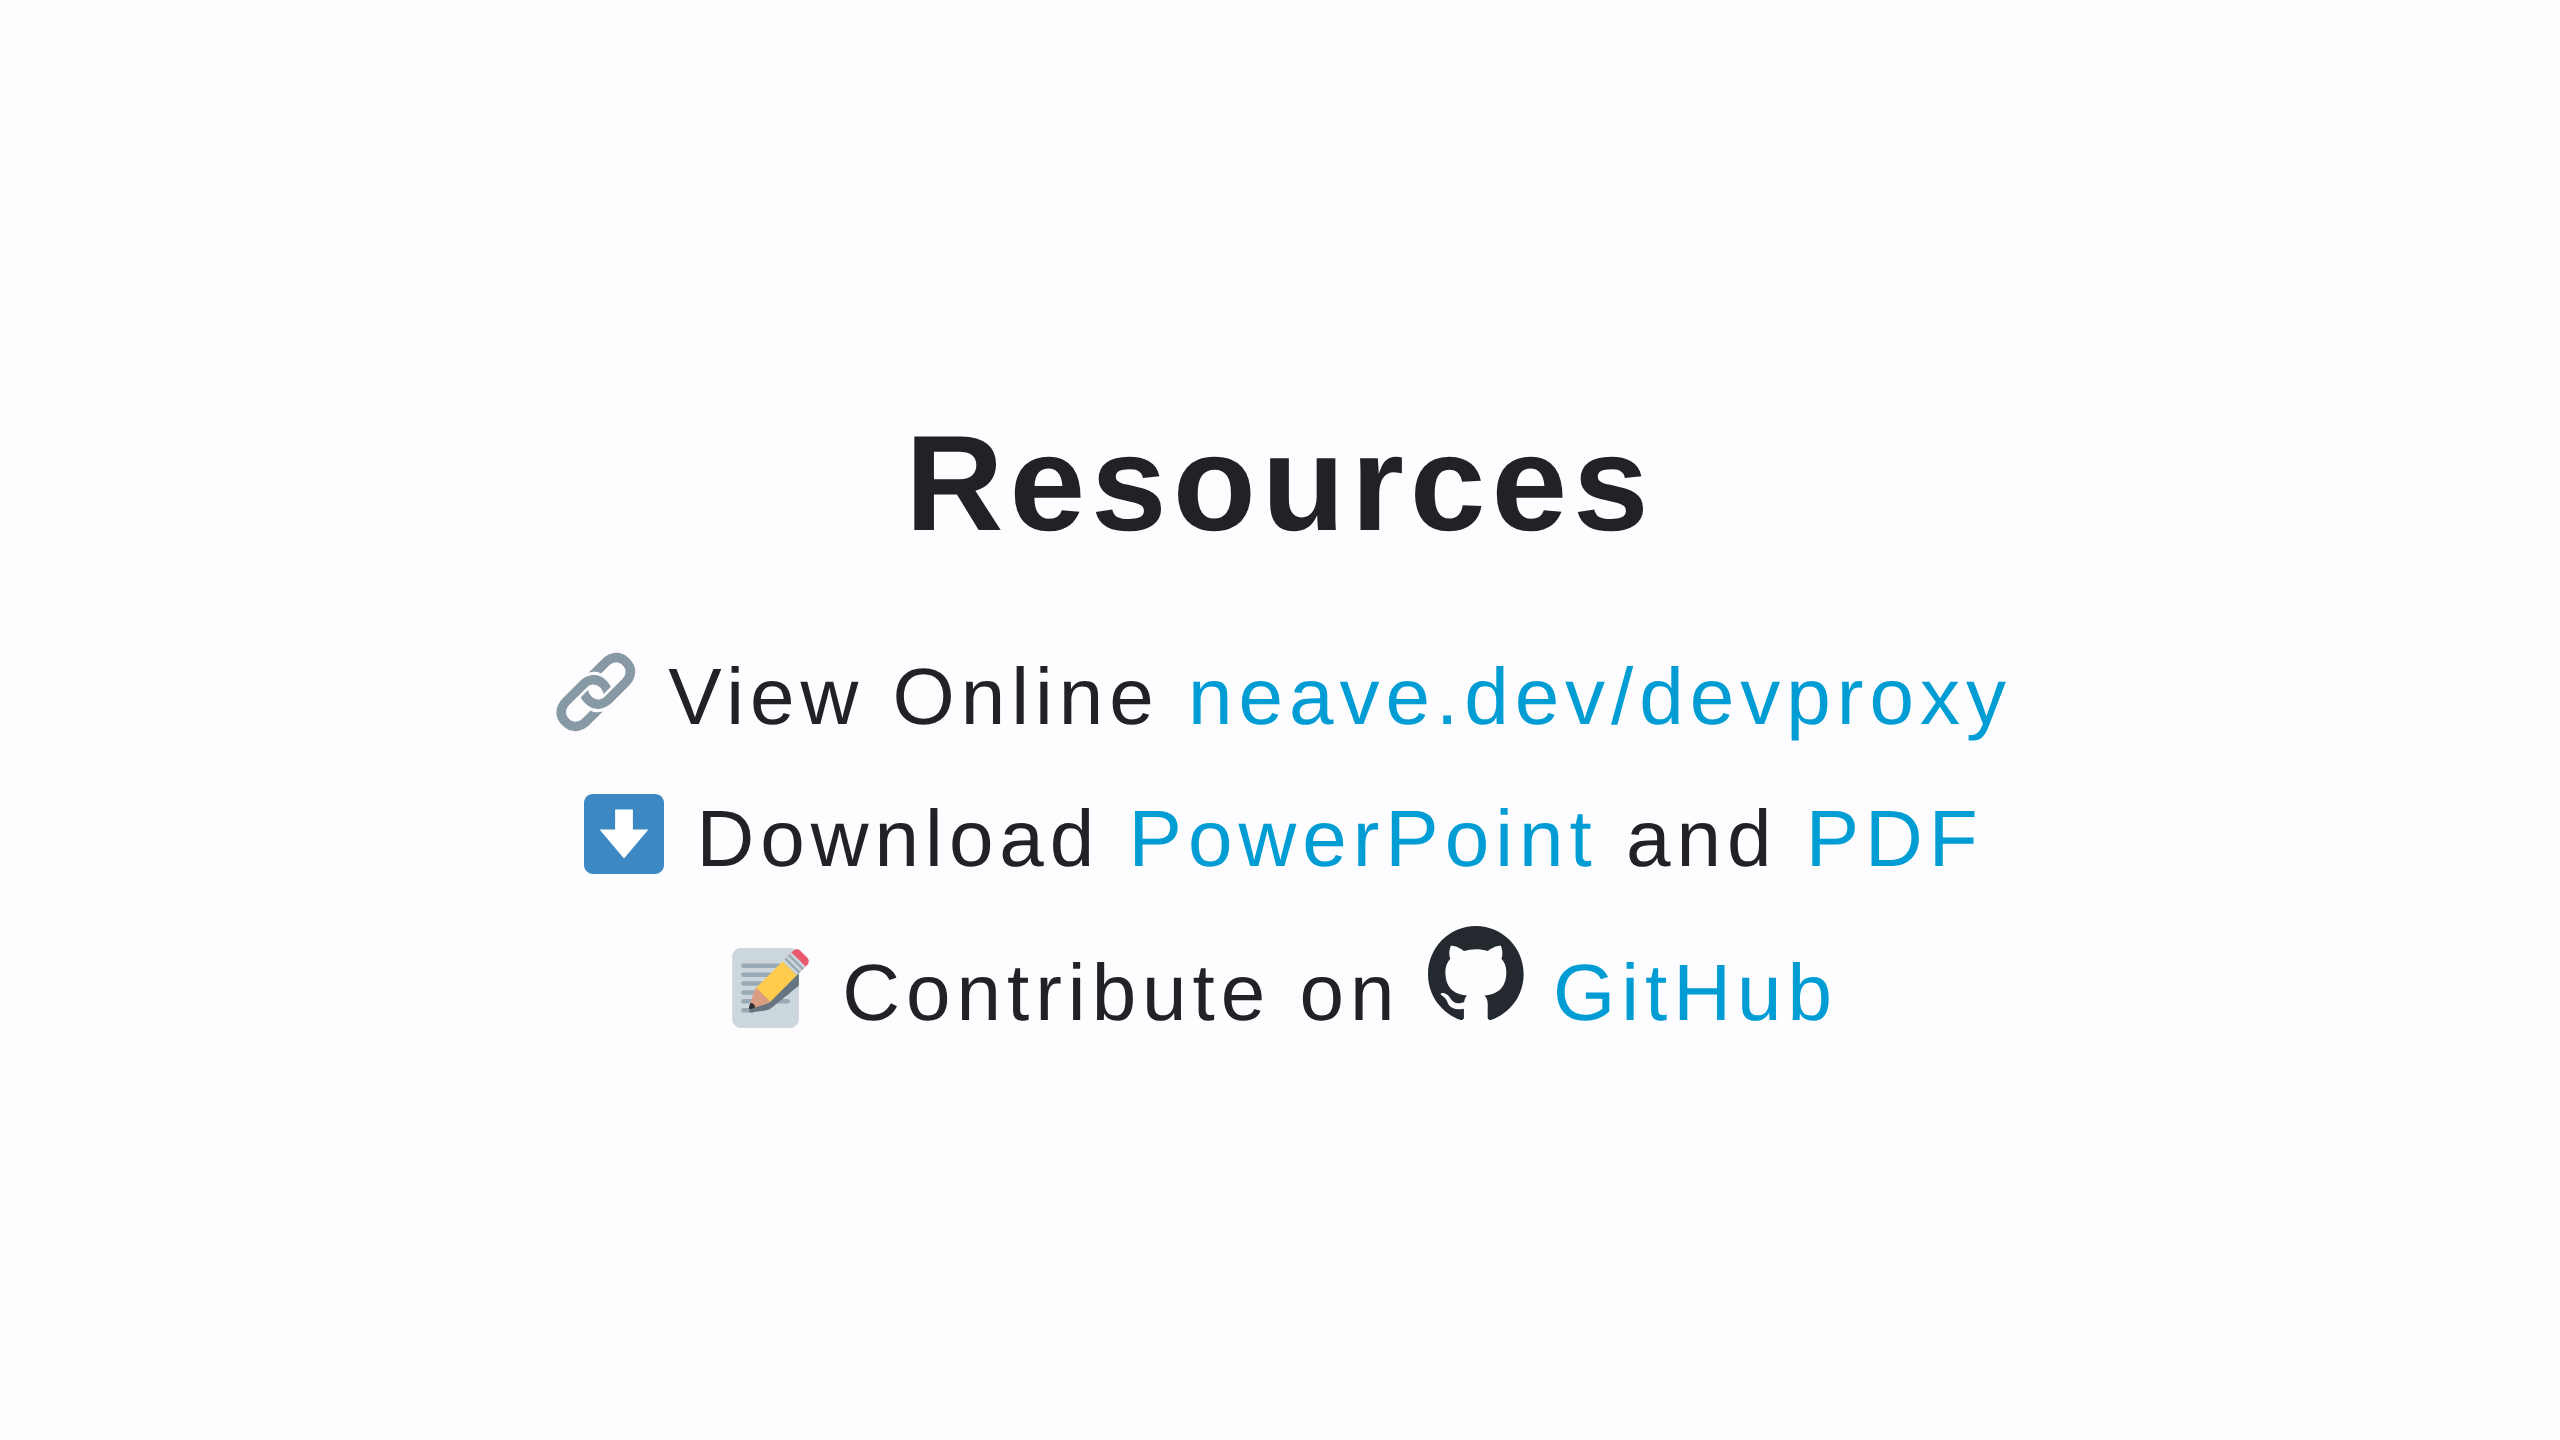 Resources
View Online neave.dev/devproxy
Download PowerPoint and PDF
Contribute on GitHub